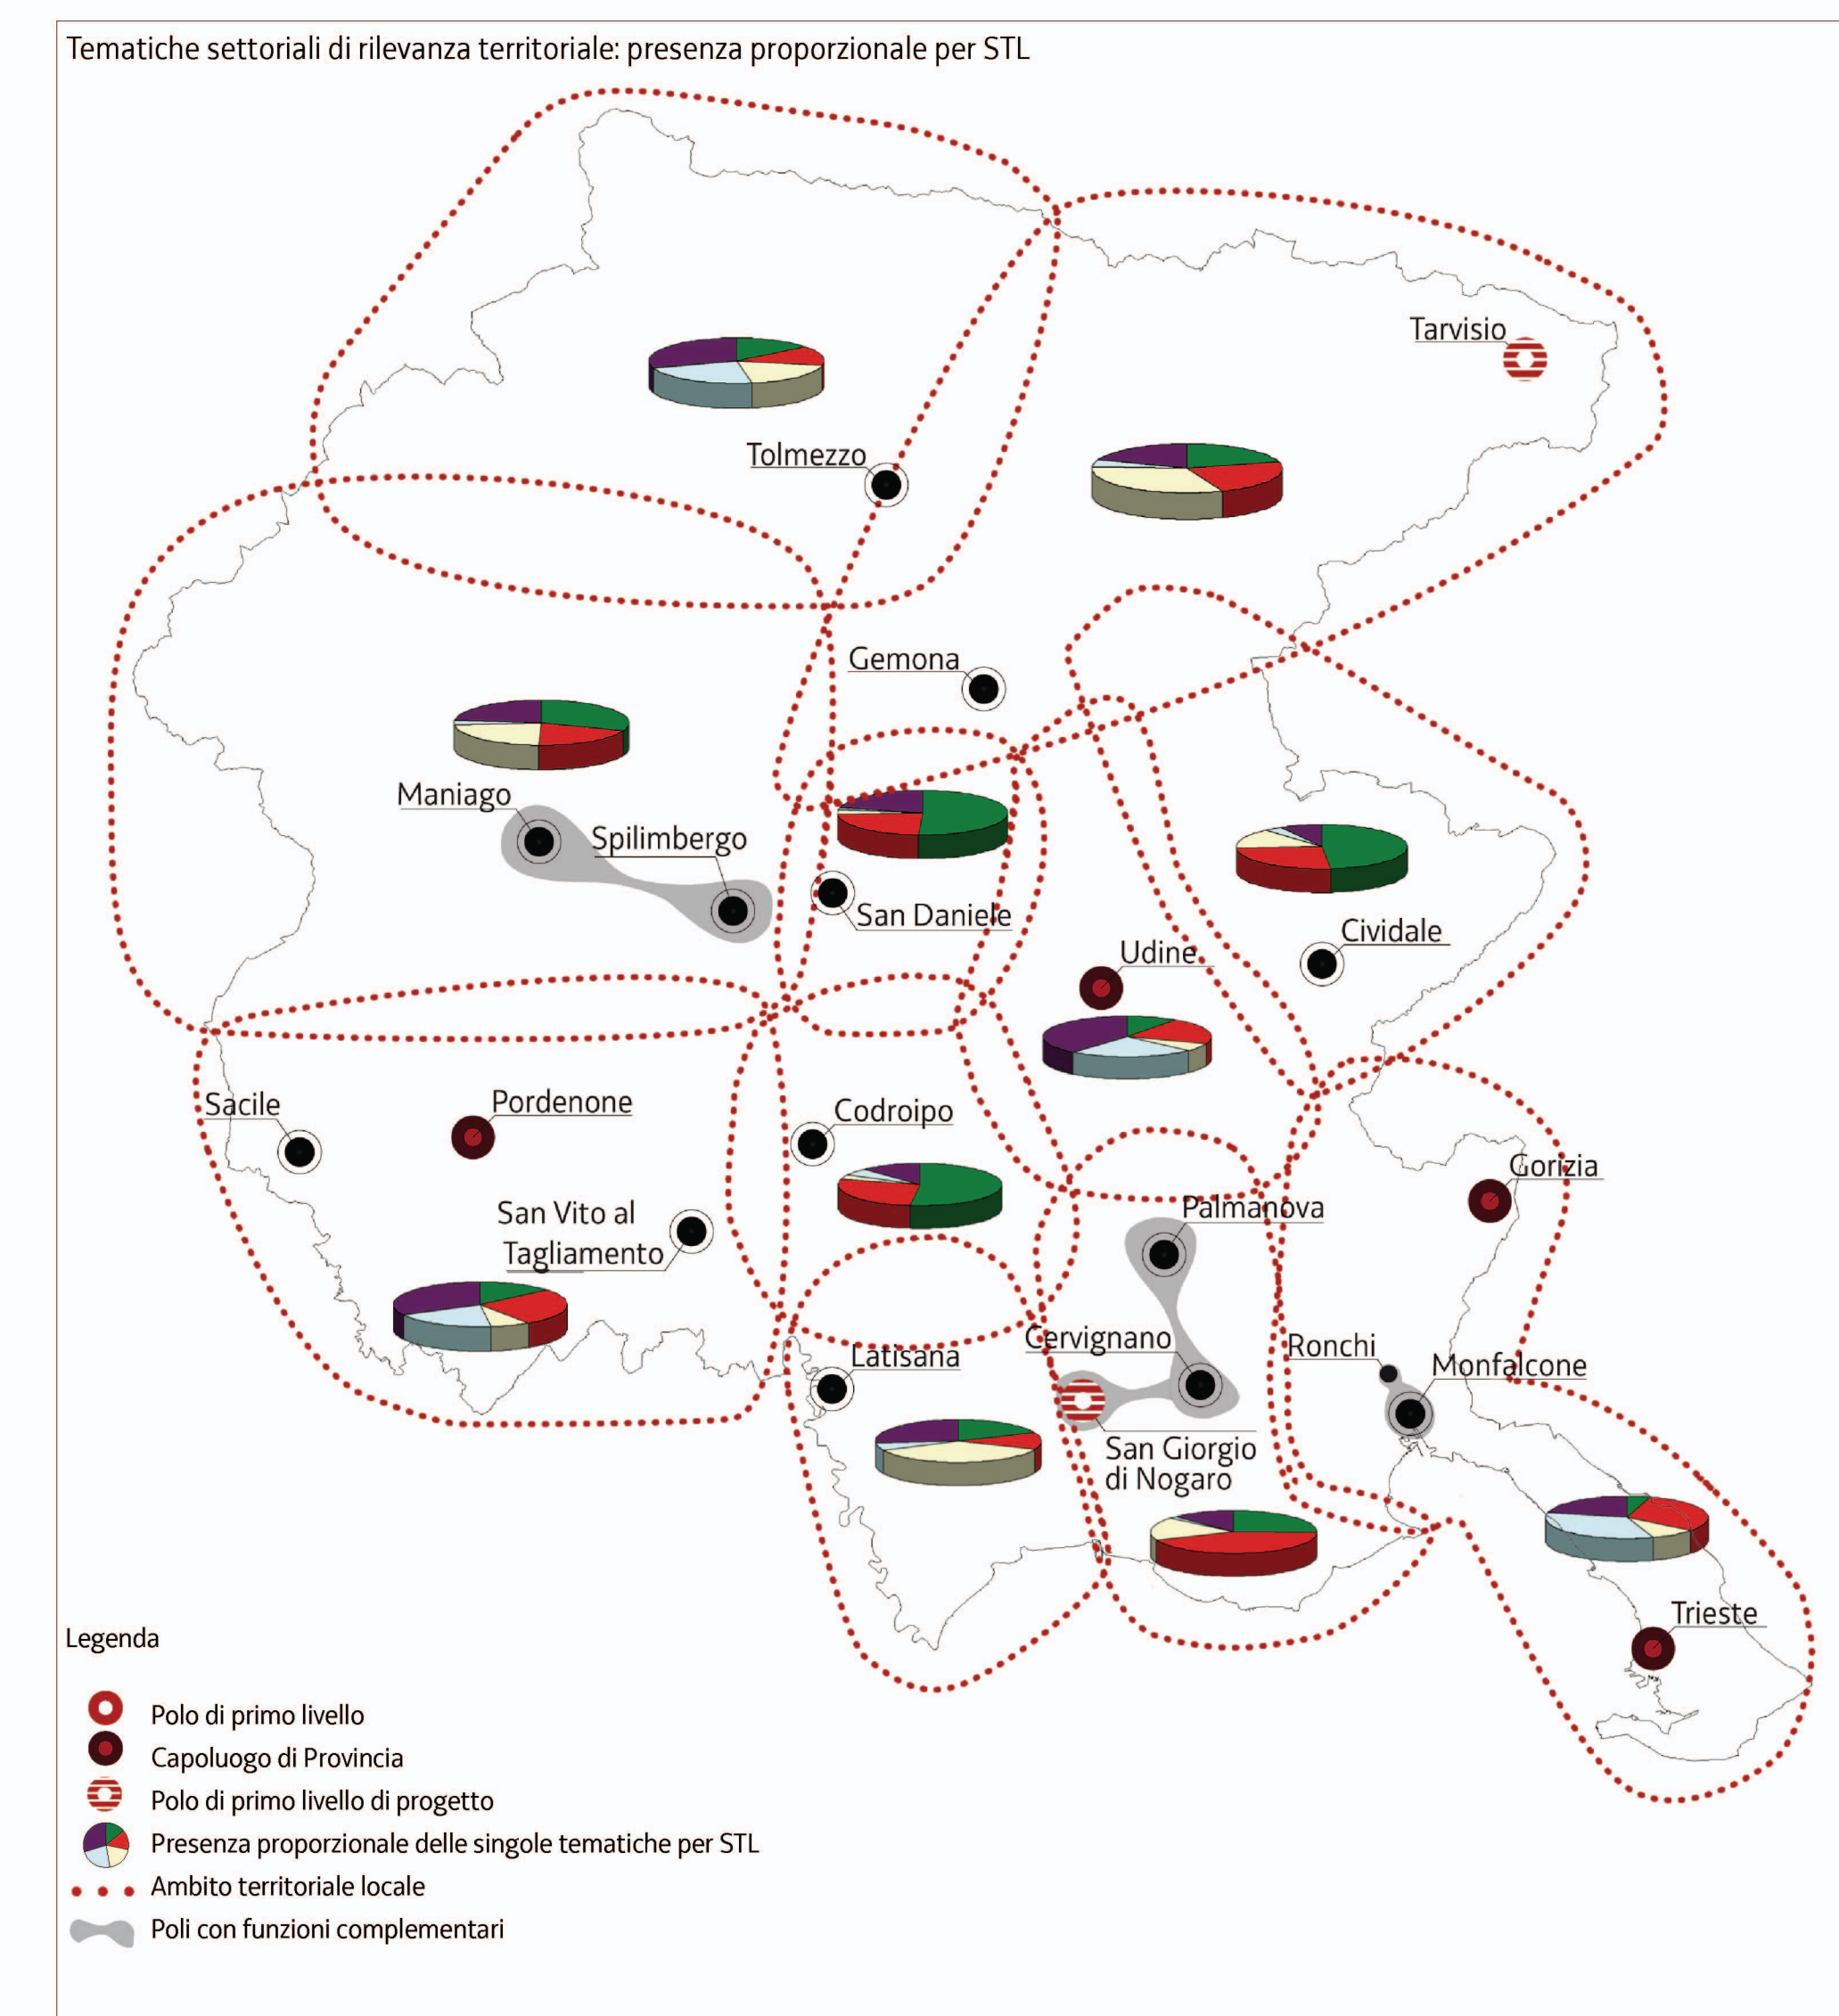 Tematiche settoriali di rilevanza territoriale: presenza proporzionale per STL
Tarvisio
Tolmezzo
Gemona
Maniago
Spilimbergo
San Daniele
Cividale
Udine
Sacile
Pordenone
Codroipo
Gorizia
San Vito al
Tagliamento
Palmanova
Cervignano
Ronchi
Latisana
Monfalcone
San Giorgio
di Nogaro
Trieste
Legenda
Polo di primo livello
Capoluogo di Provincia
Polo di primo livello di progetto
Presenza proporzionale delle singole tematiche per STL
Ambito territoriale locale
Poli con funzioni complementari